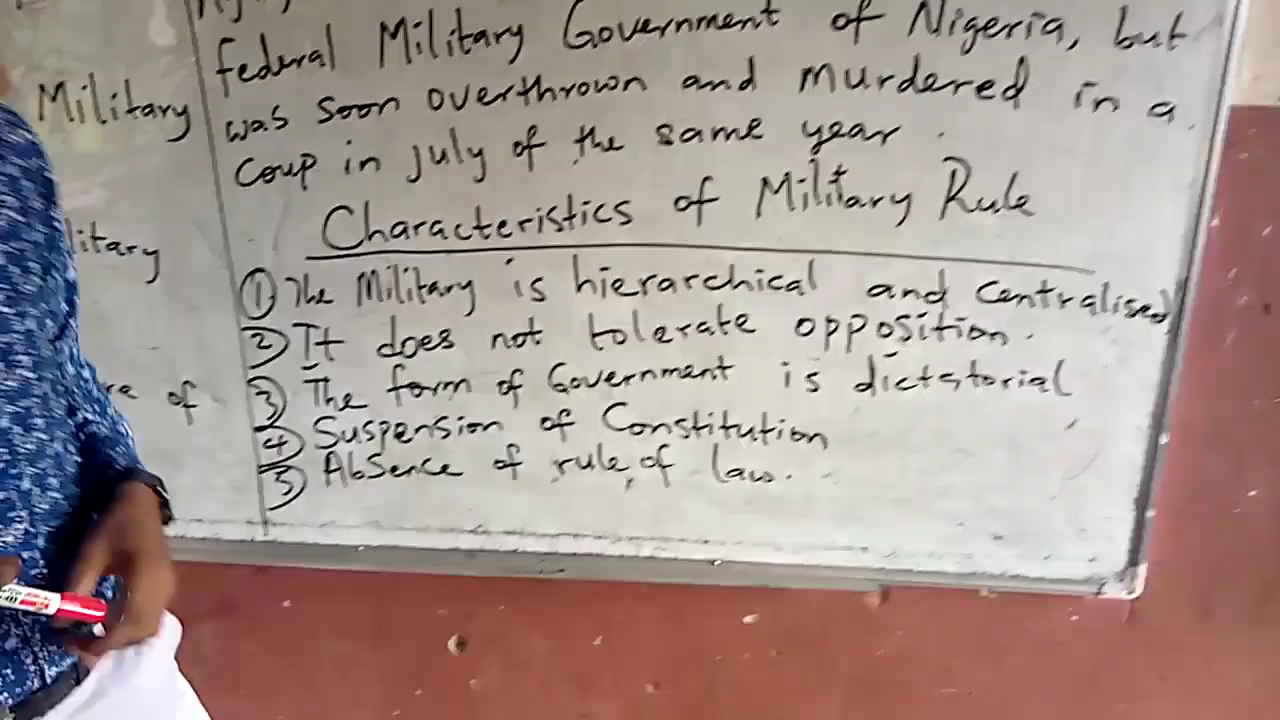 Military
litary
re of
federal Military Government of Nigeria, but
was soon overthrown and murdered in a
coup in july of the same year.
Characteristics of Military Rule
① The Military is hierarchical and centralised
② It does not tolerate opposition.
③ The form of Government is dictatorial
④ Suspension of Constitution
⑤ Absence of rule of law.